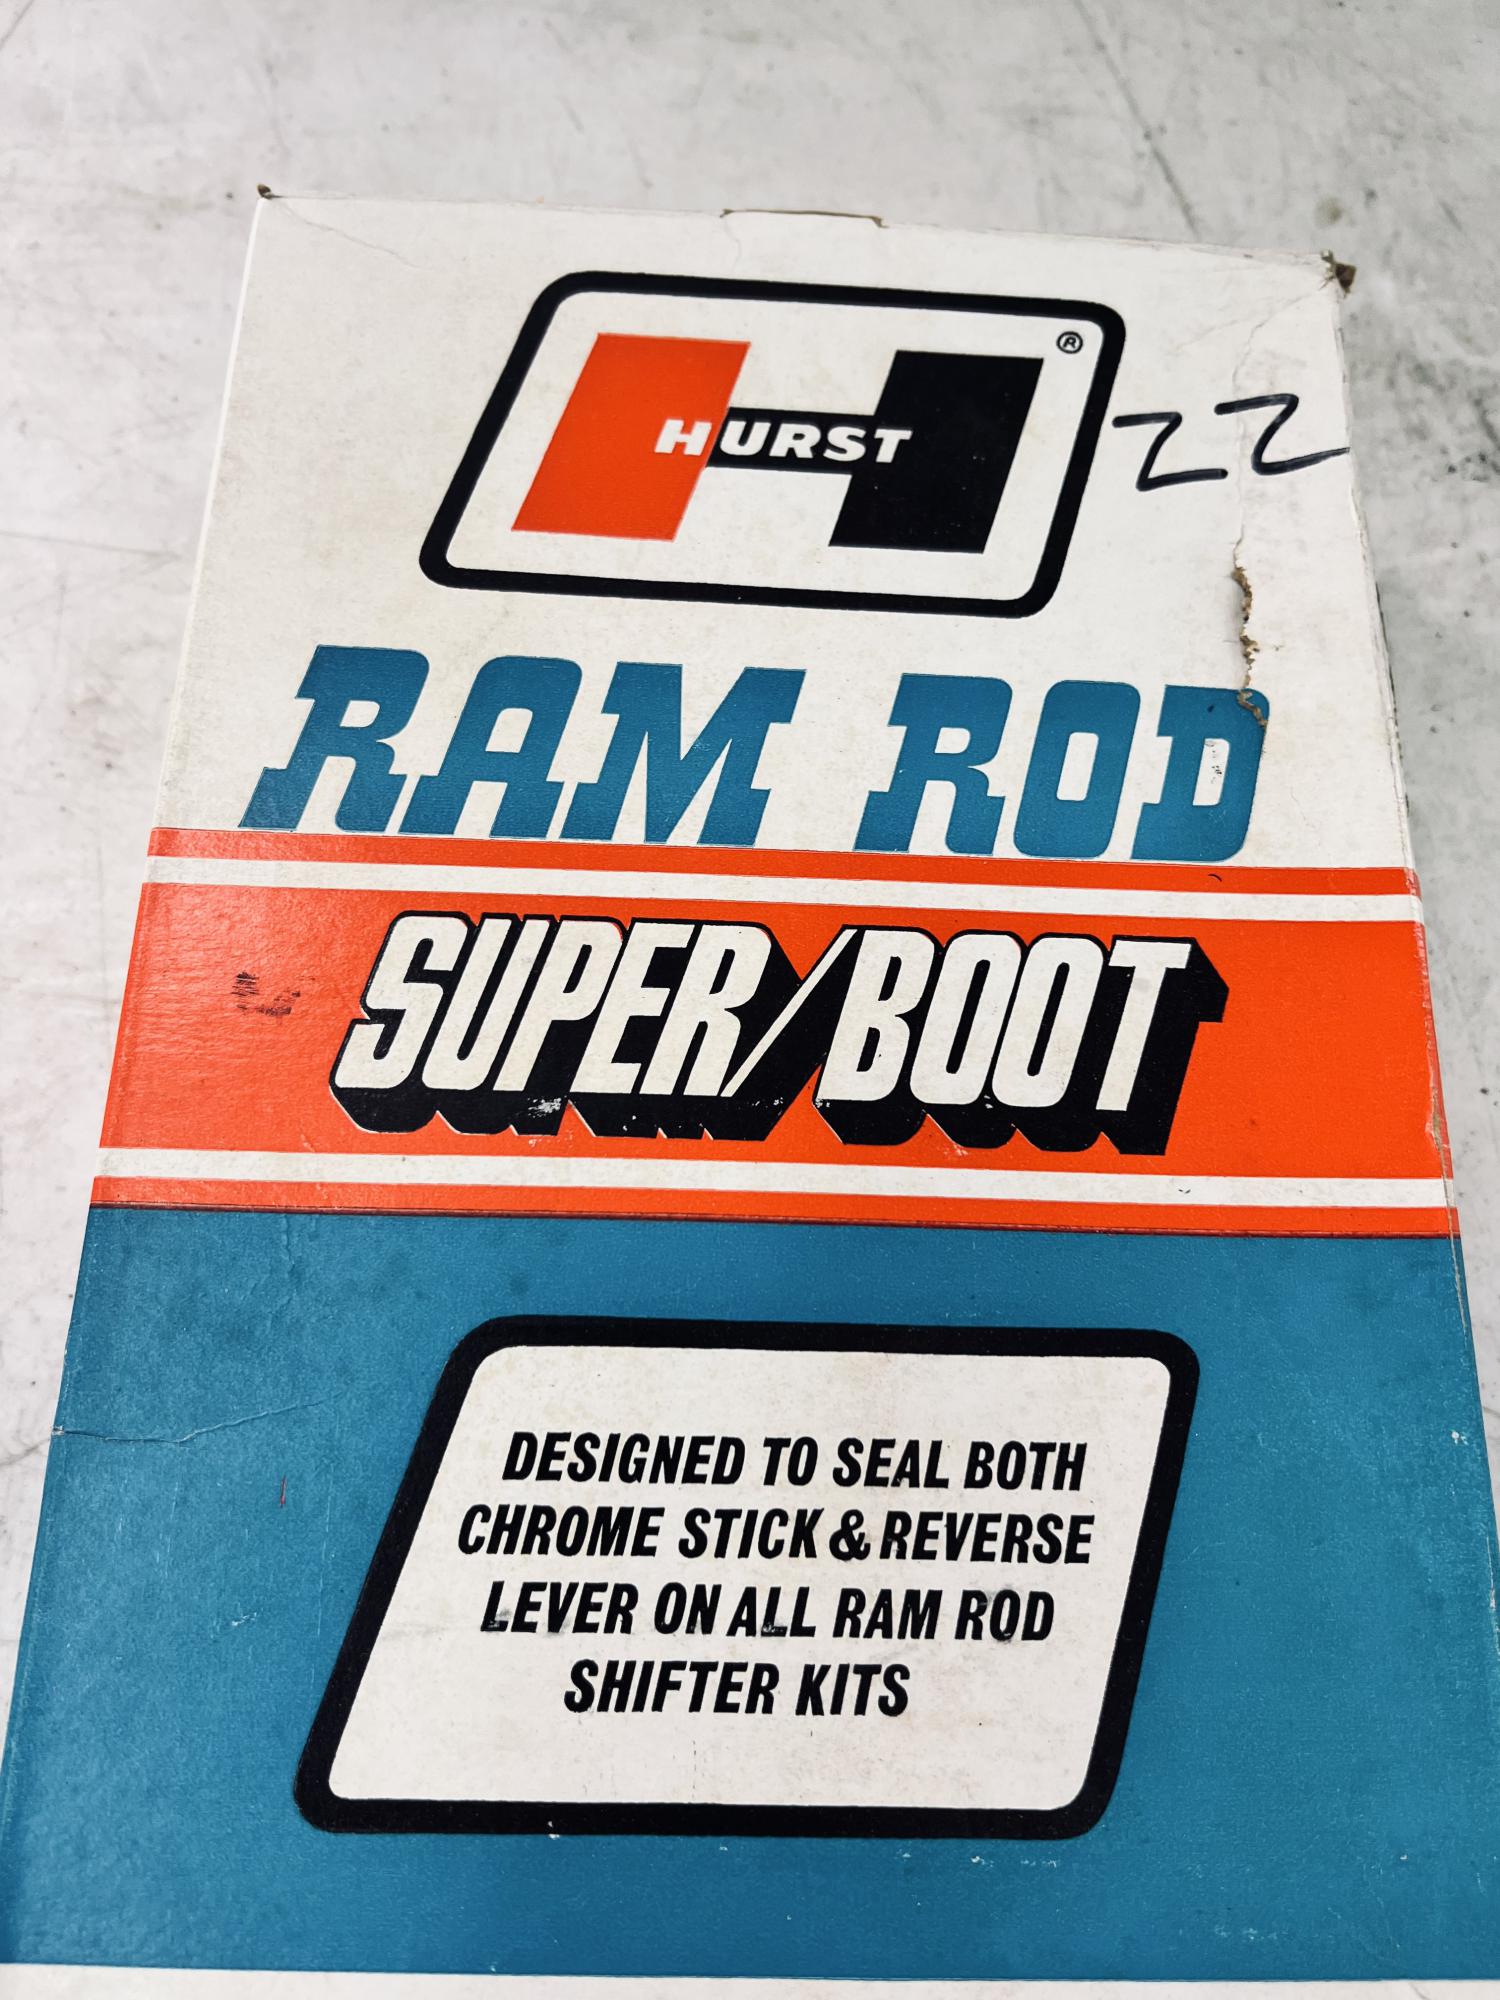 HURST
®
22
RAM ROD
SUPER/BOOT
DESIGNED TO SEAL BOTH
CHROME STICK & REVERSE
LEVER ON ALL RAM ROD
SHIFTER KITS